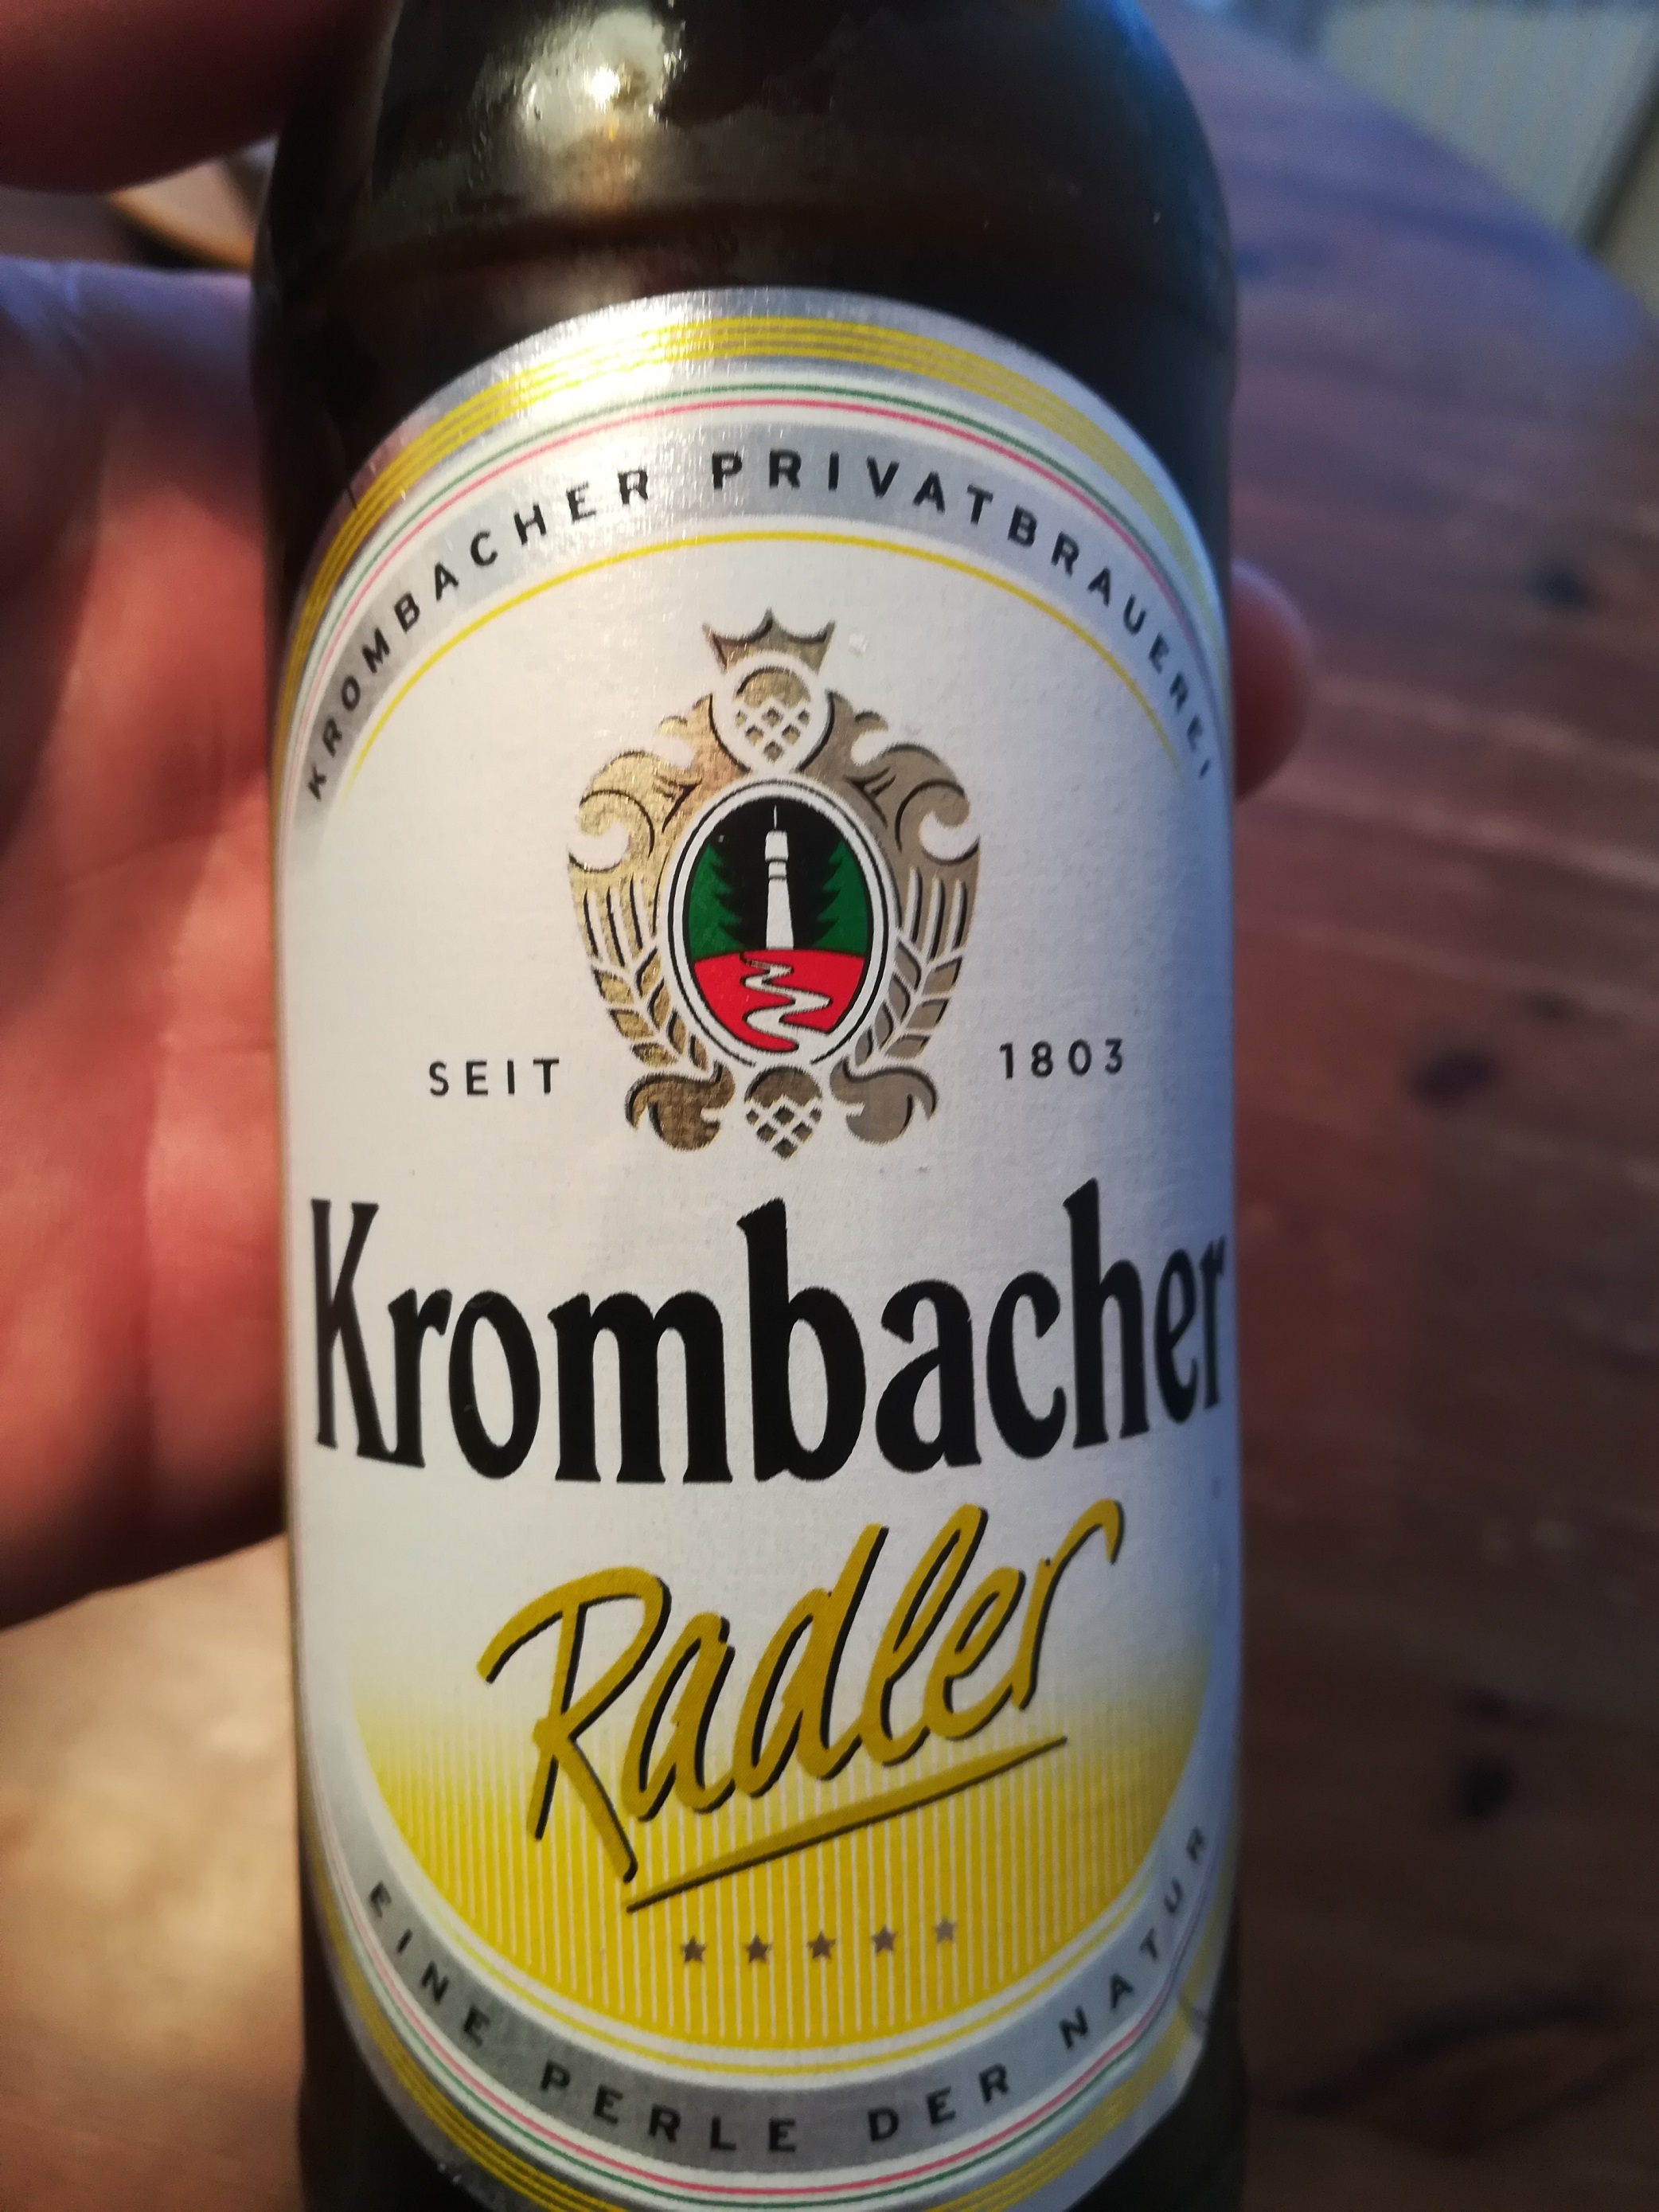 KROMBACHER PRIVATBRAUEREI
SEIT 1803
Krombacher
Radler
EINE PERLE DER NATUR